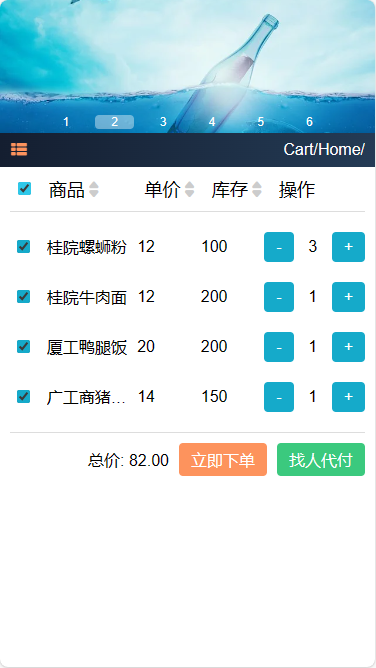 1 2 3 4 5 6
Cart/Home/
商品 单价 库存 操作
桂院螺蛳粉 12 100 - 3 +
桂院牛肉面 12 200 - 1 +
厦工鸭腿饭 20 200 - 1 +
广工商猪... 14 150 - 1 +
总价: 82.00 立即下单 找人代付